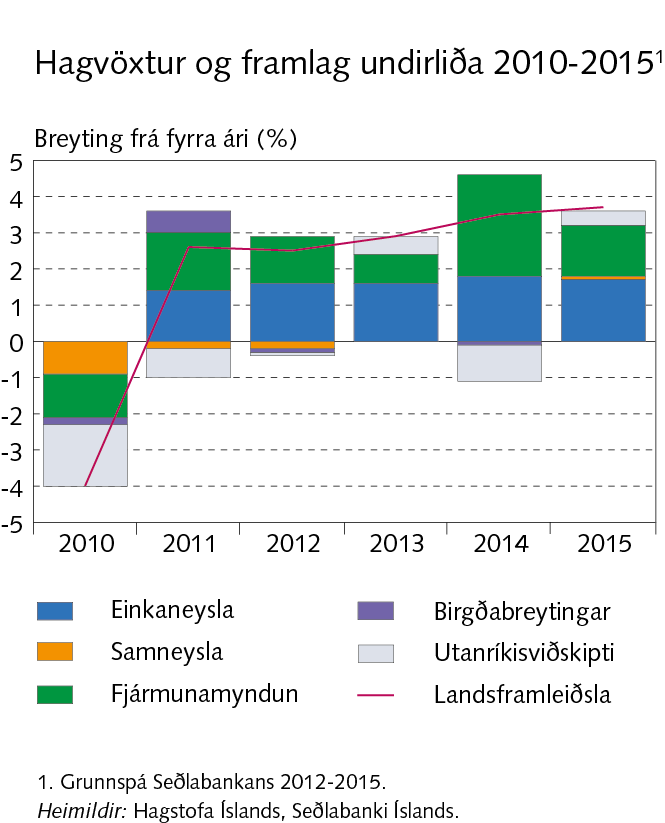 Hagvöxtur og framlag undirliða 2010-2015¹
Breyting frá fyrra ári (%)
5
4
3
2
1
0
-1
-2
-3
-4
-5
2010 2011 2012 2013 2014 2015
Einkaneysla
Samneysla
Fjármunamyndun
Birgðabreytingar
Utanríkisviðskipti
Landsframleiðsla
1. Grunnspá Seðlabankans 2012-2015.
Heimildir: Hagstofa Íslands, Seðlabanki Íslands.